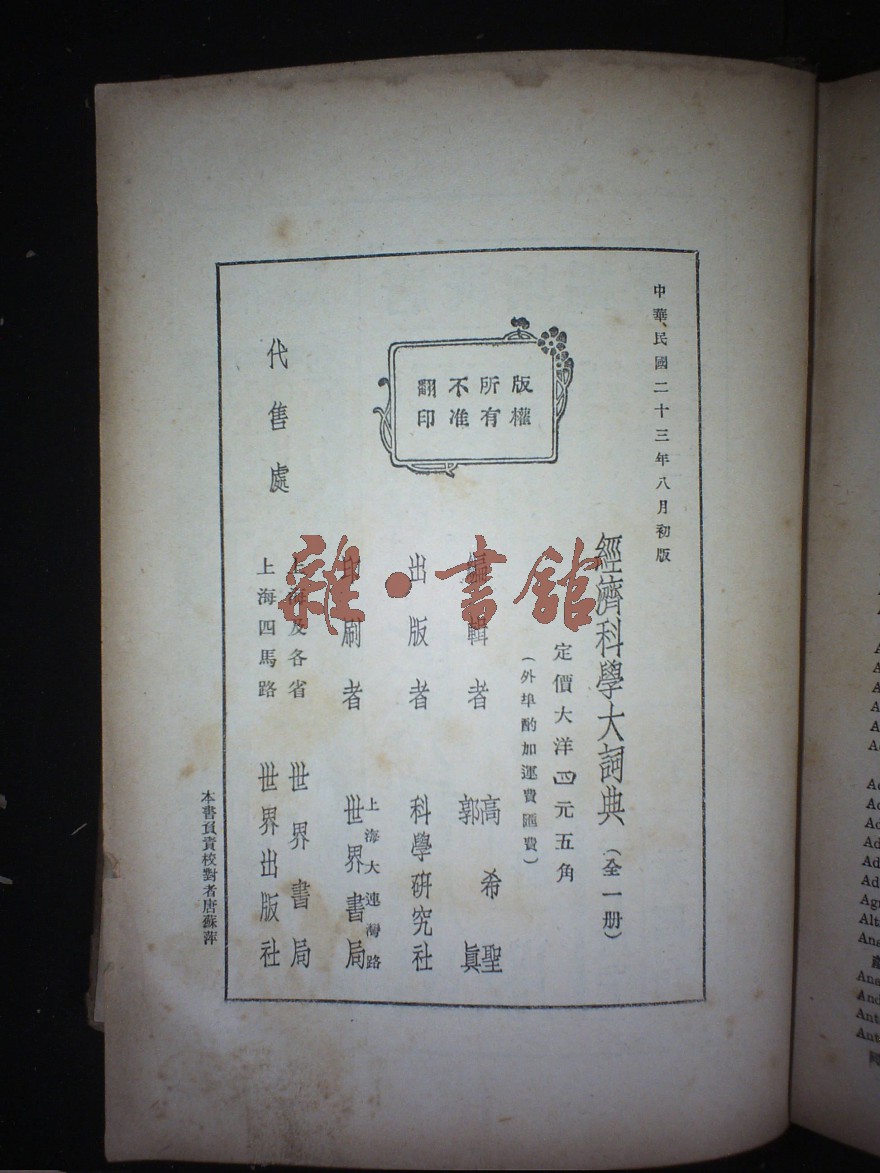 中華民國二十三年八月初版
版權
所有
不准
翻印
經濟科學大詞典(全一册)
定價大洋四元五角
(外埠酌加運費匯費)
編輯者 高希聖
郭眞
出版者 科學研究社
印刷者 上海大連灣路
世界書局
代售處
上海及各省 世界書局
上海四馬路 世界出版社
本書負責校對者唐蘇萍
雜·書館